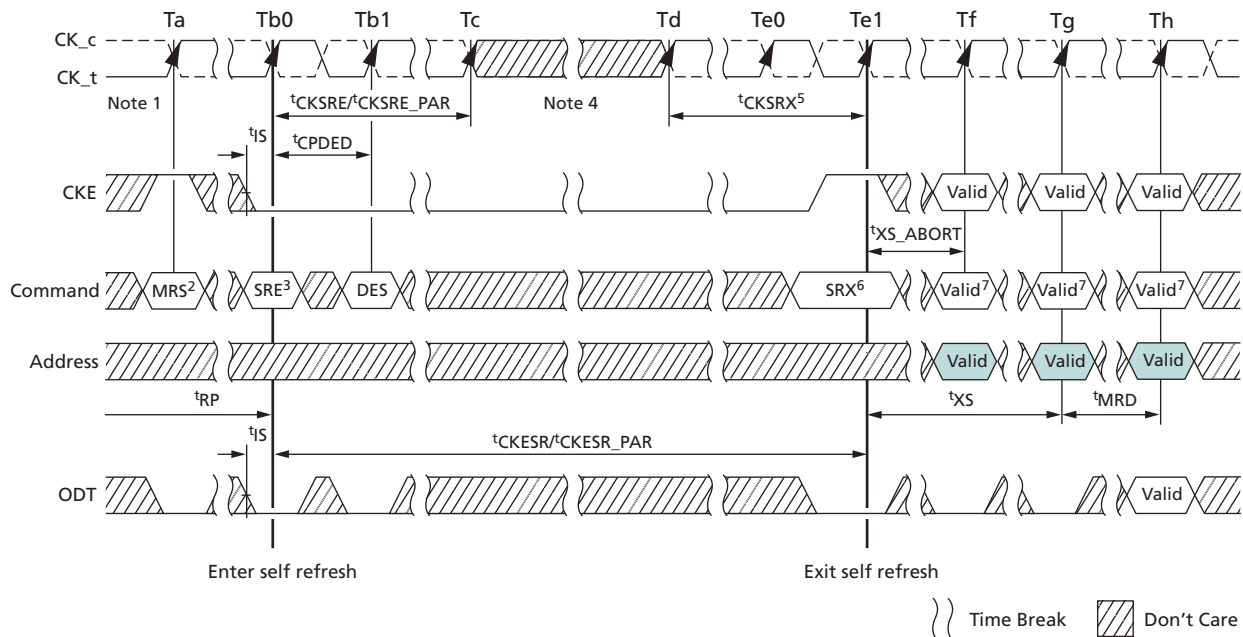 Ta Tb0 Tb1 Tc Td Te0 Te1 Tf Tg Th
CK_c
CK_t
Note 1 tCKSRE/tCKSRE_PAR Note 4 tCKSRX5
tIS tCPDED
CKE Valid Valid Valid
tXS_ABORT
Command MRS2 SRE3 DES SRX6 Valid7 Valid7 Valid7
Address Valid Valid Valid
tRP tXS tMRD
tIS tCKESR/tCKESR_PAR
ODT Valid
Enter self refresh Exit self refresh
Time Break Don't Care